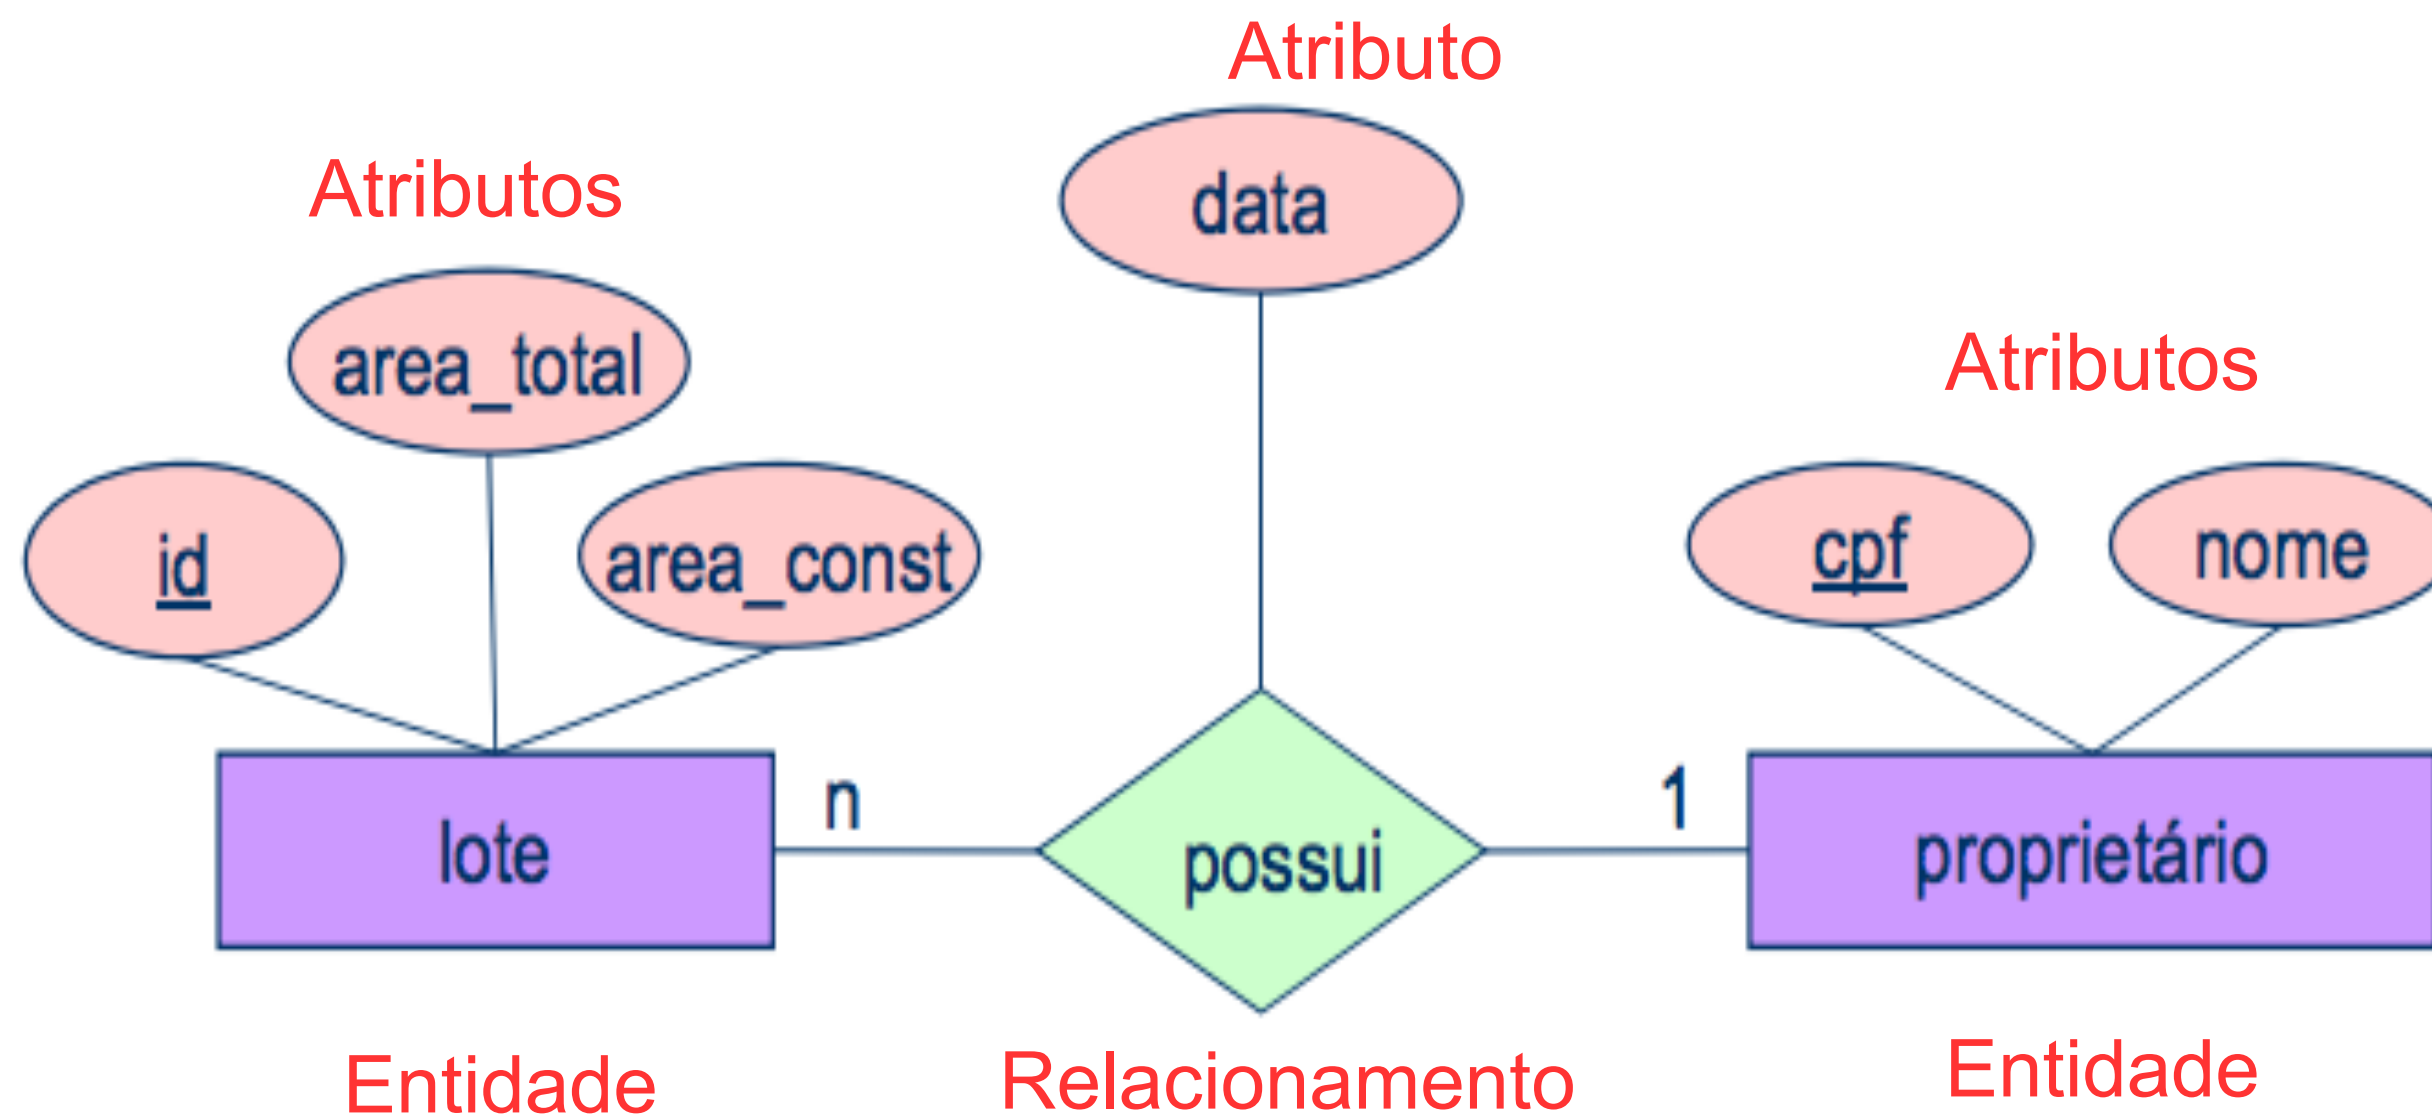 Atributo
data
Atributos
area_total
id
area_const
Atributos
cpf
nome
lote
n
possui
1
proprietário
Entidade
Relacionamento
Entidade